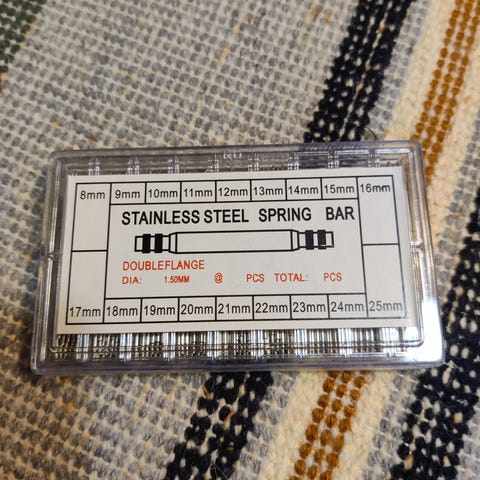 8mm 9mm 10mm 11mm 12mm 13mm 14mm 15mm 16mm
STAINLESS STEEL SPRING BAR
DOUBLEFLANGE
DIA: 1.50MM @ PCS TOTAL: PCS
17mm 18mm 19mm 20mm 21mm 22mm 23mm 24mm 25mm